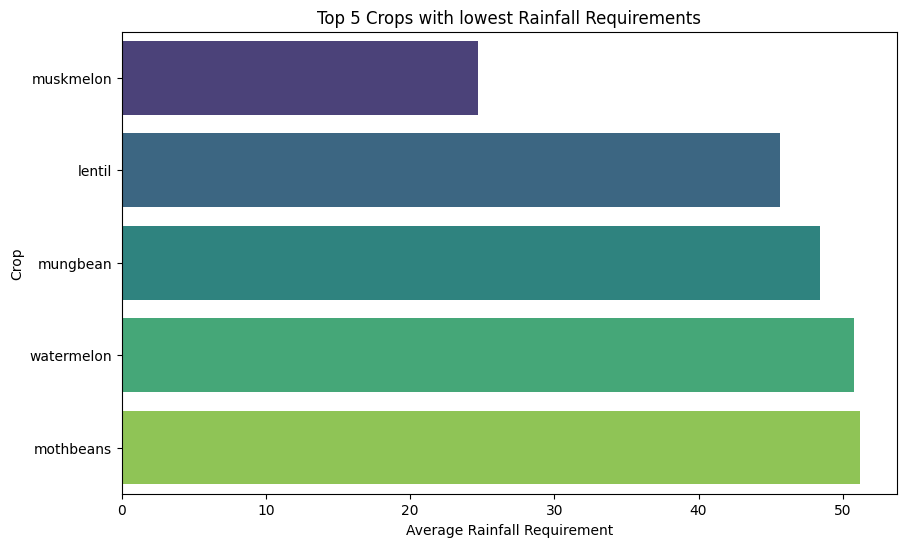 Top 5 Crops with lowest Rainfall Requirements
Crop
muskmelon
lentil
mungbean
watermelon
mothbeans
0 10 20 30 40 50
Average Rainfall Requirement